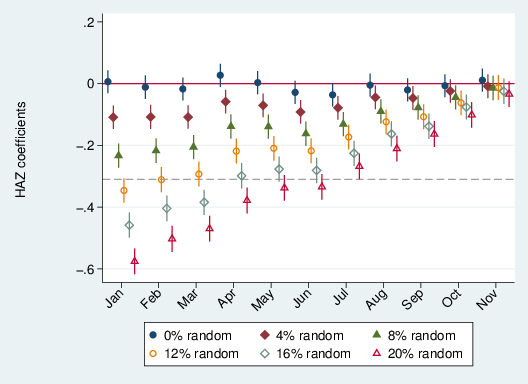 HAZ coefficients
.2
0
-.2
-.4
-.6
Jan Feb Mar Apr May Jun Jul Aug Sep Oct Nov
0% random 4% random 8% random
12% random 16% random 20% random